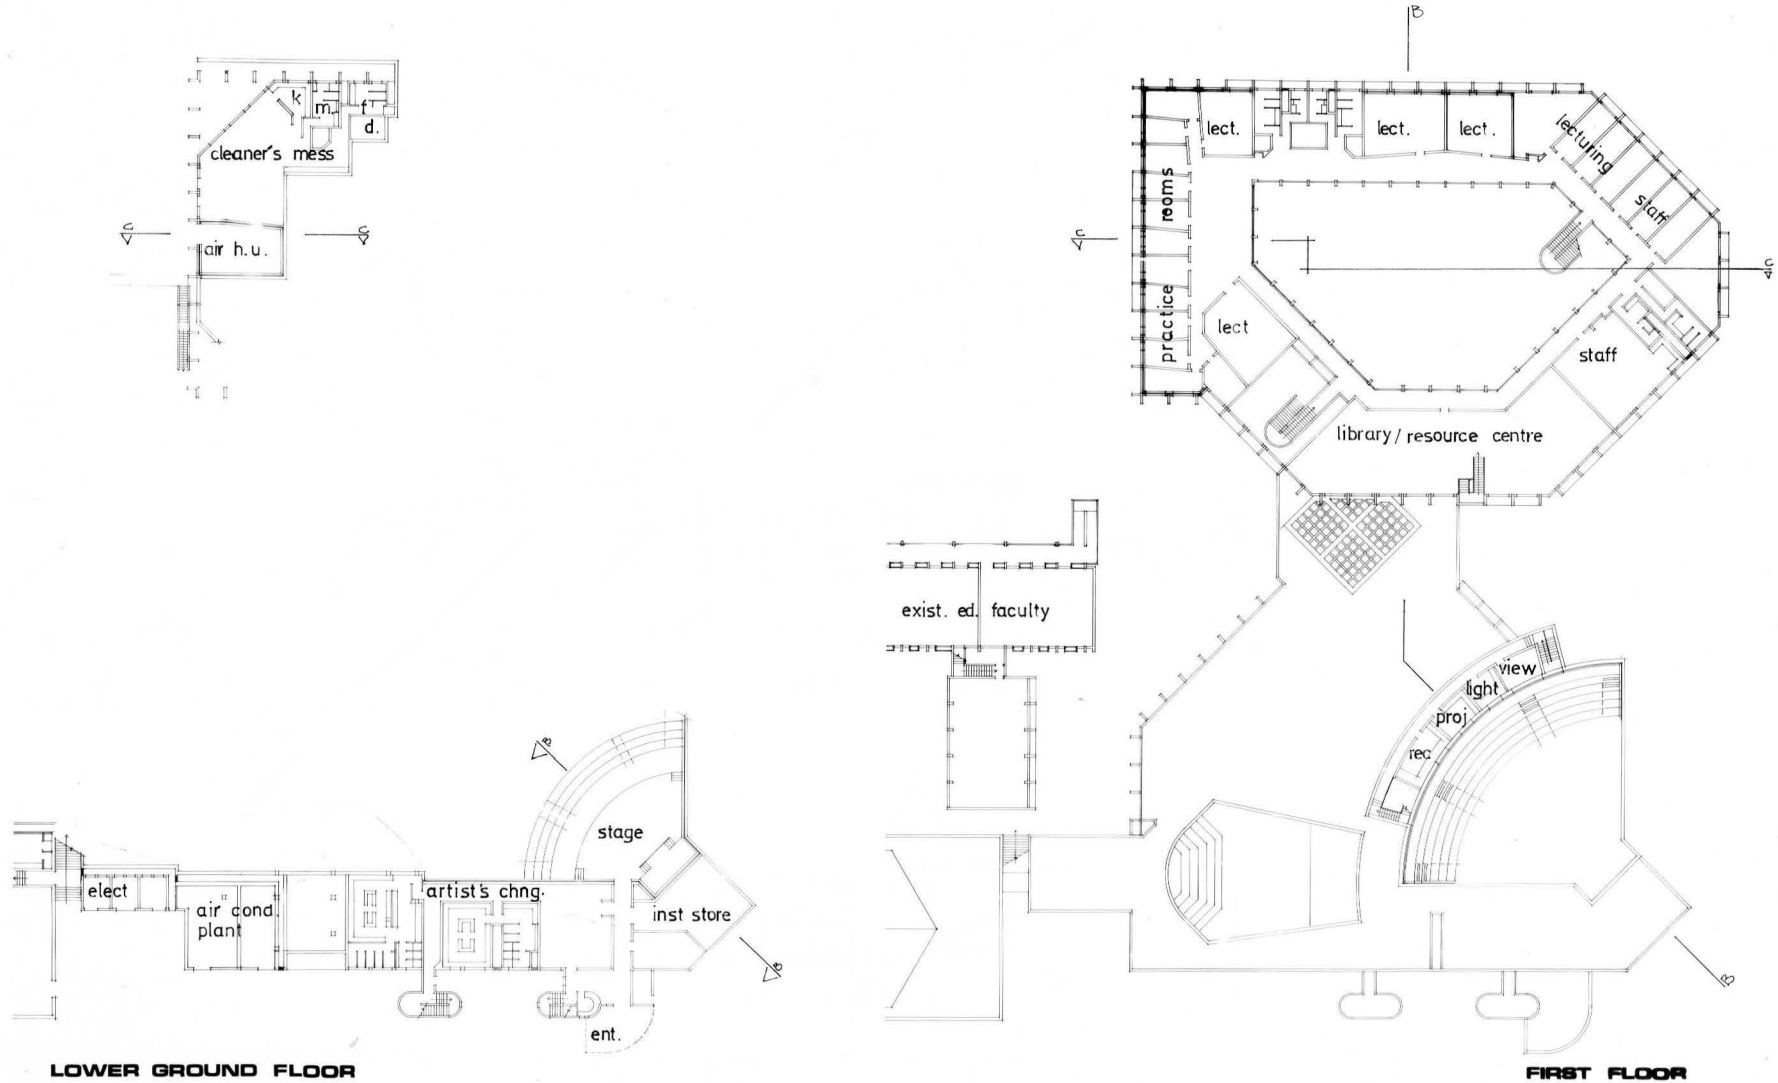 k
m.
f
d.
cleaner's mess
C
C
air h.u.
B
stage
elect
artist's chng.
air cond.
plant
inst store
B
ent.
LOWER GROUND FLOOR
B
lect.
lect.
lect.
lecturing
staff
practice rooms
C
C
lect
staff
library/resource centre
exist. ed. faculty
view
light
proj
rec
B
FIRST FLOOR